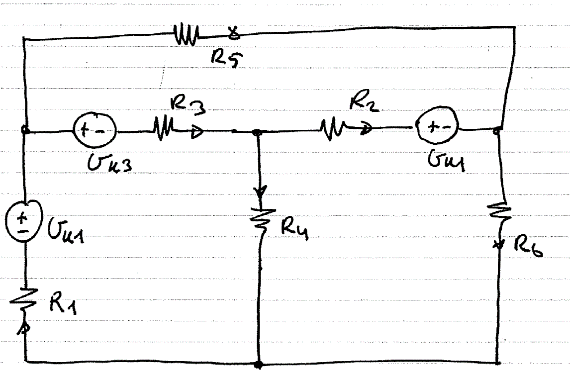 R5
R3
R2
+ -
+ -
Uk3
Uk1
+
-
Uk1
R4
R6
R1